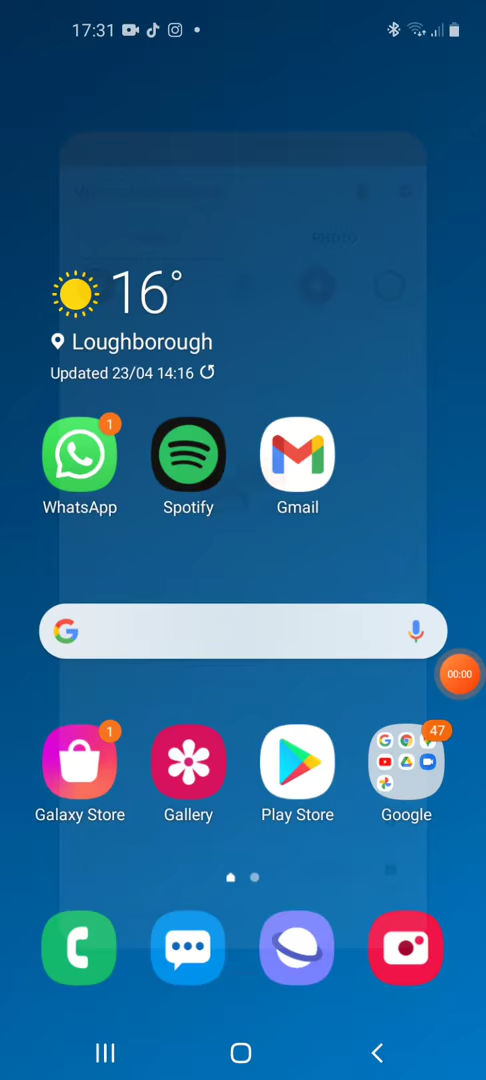 17:31
16°
Loughborough
Updated 23/04 14:16
1
WhatsApp
Spotify
Gmail
00:00
1
47
Galaxy Store
Gallery
Play Store
Google
PHOTO